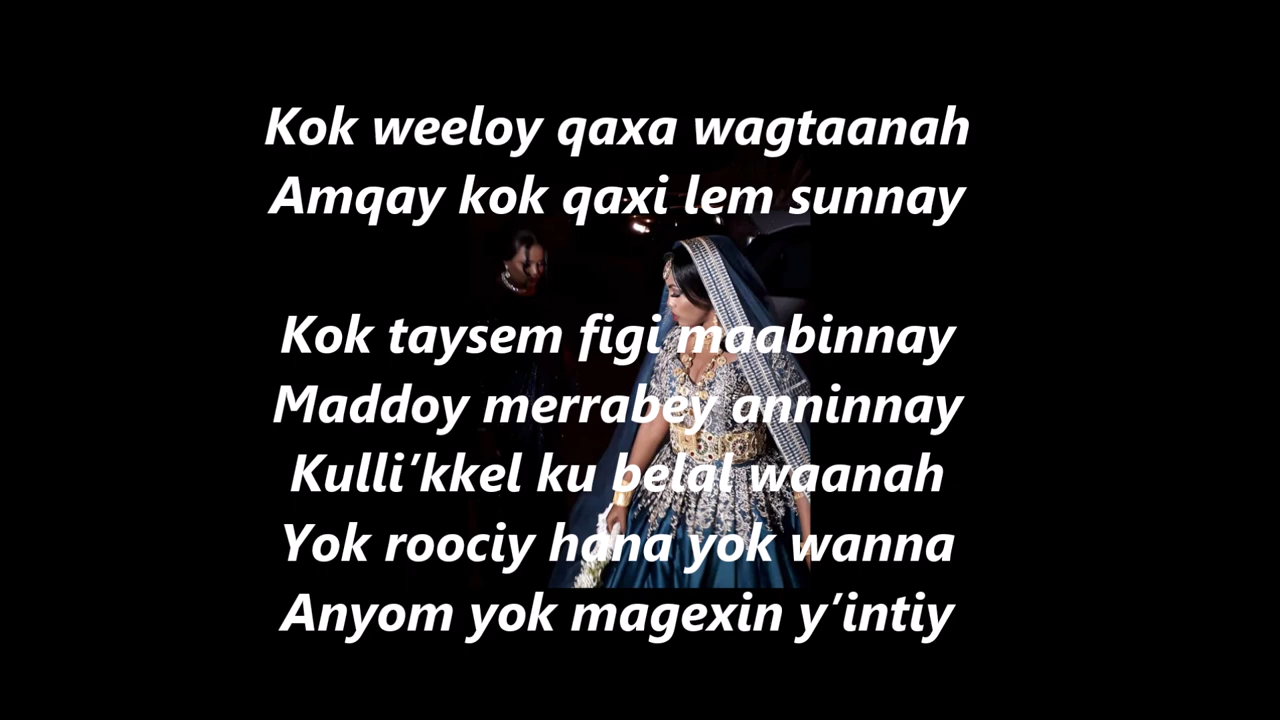 Kok weeloy qaxa wagtaanah
Amqay kok qaxi lem sunnay
Kok taysem figi maabinnay
Maddoy merrabey anninnay
Kulli’kkel ku belal waanah
Yok roociy hana yok wanna
Anyom yok magexin y’intiy